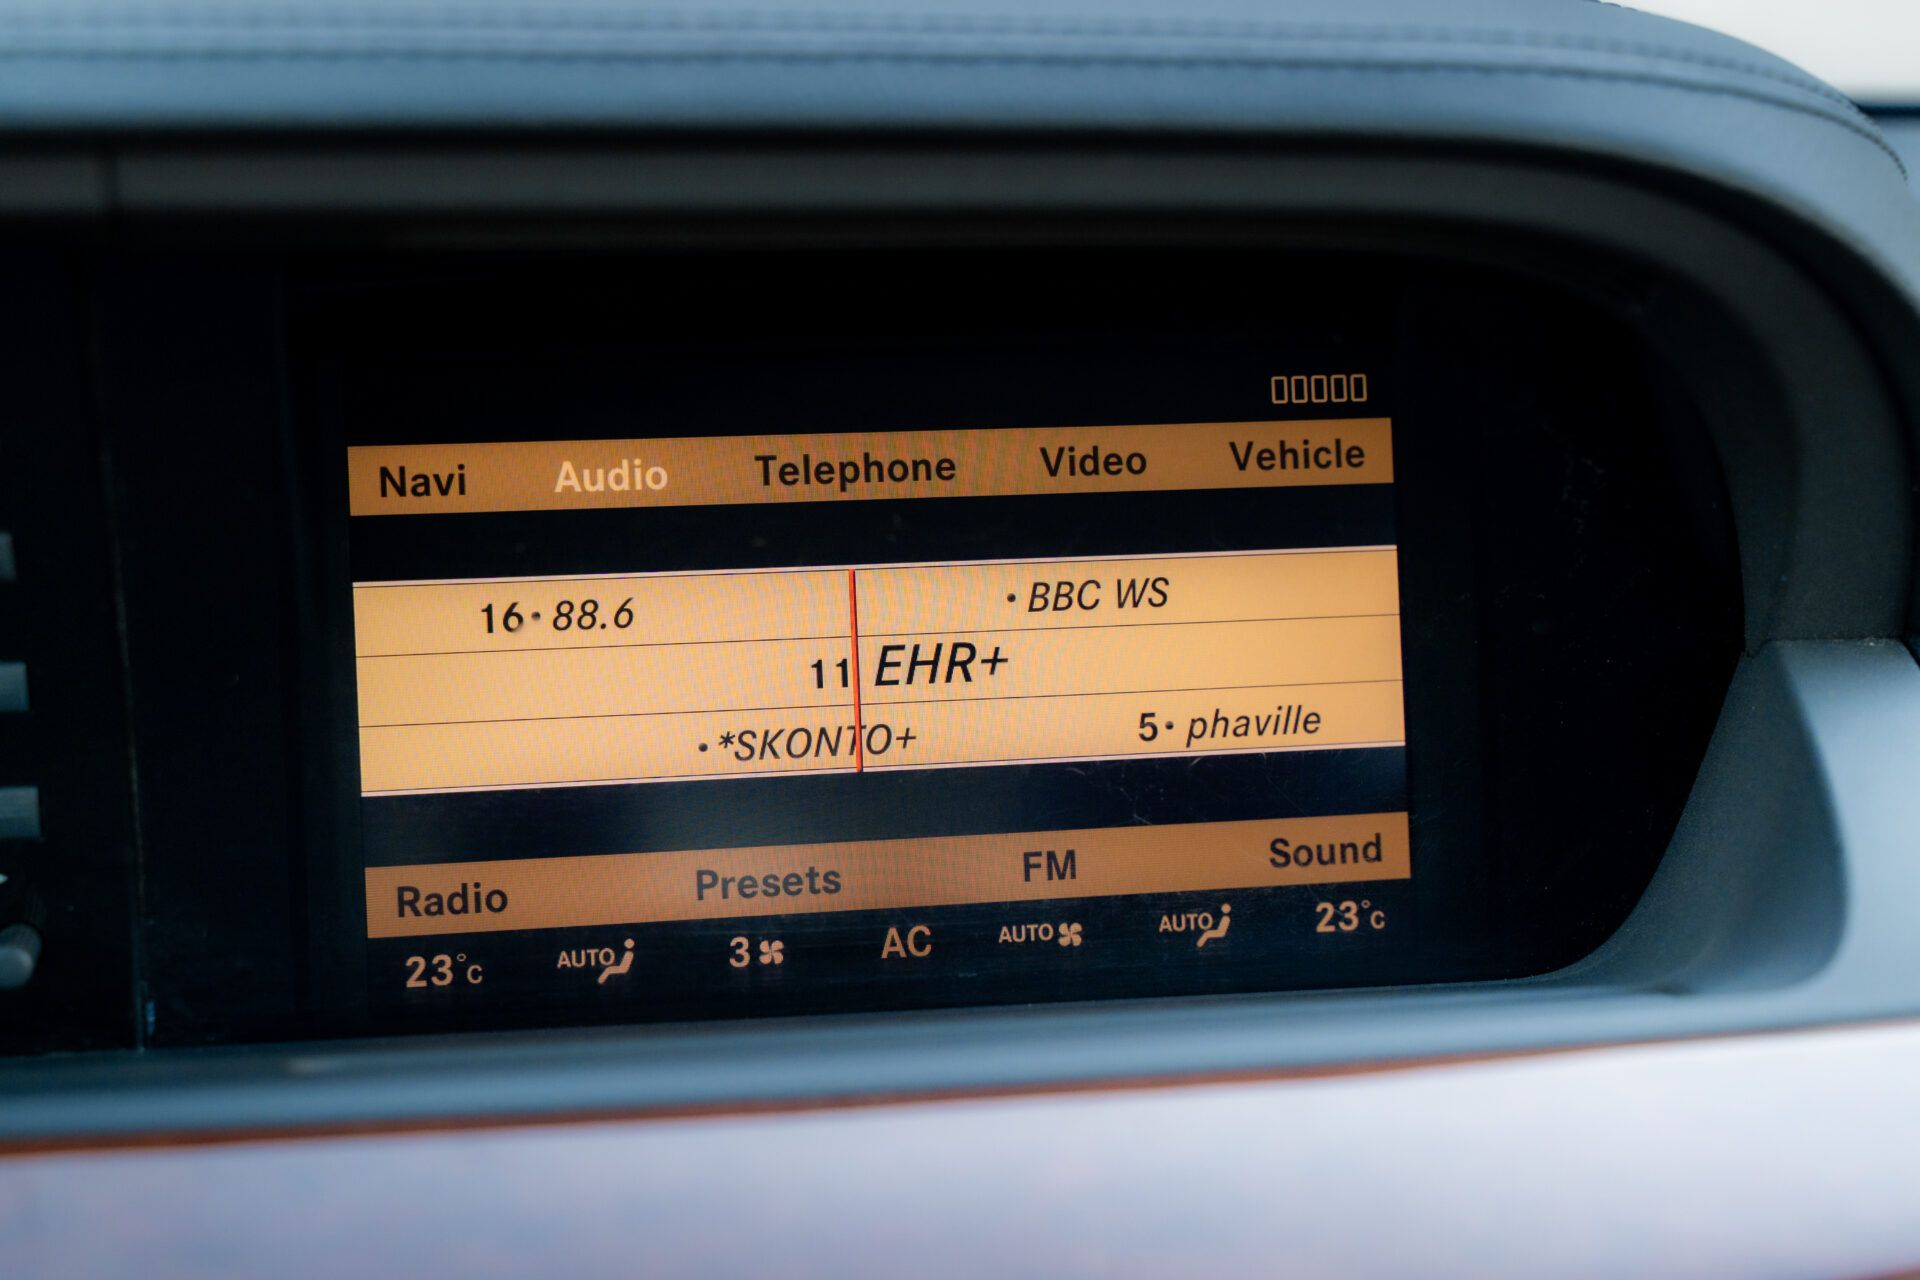 Navi Audio Telephone Video Vehicle
16• 88.6 • BBC WS
11 EHR+
• *SKONTO+ 5• phaville
Radio Presets FM Sound
23°C AUTO 3 AC AUTO AUTO 23°C